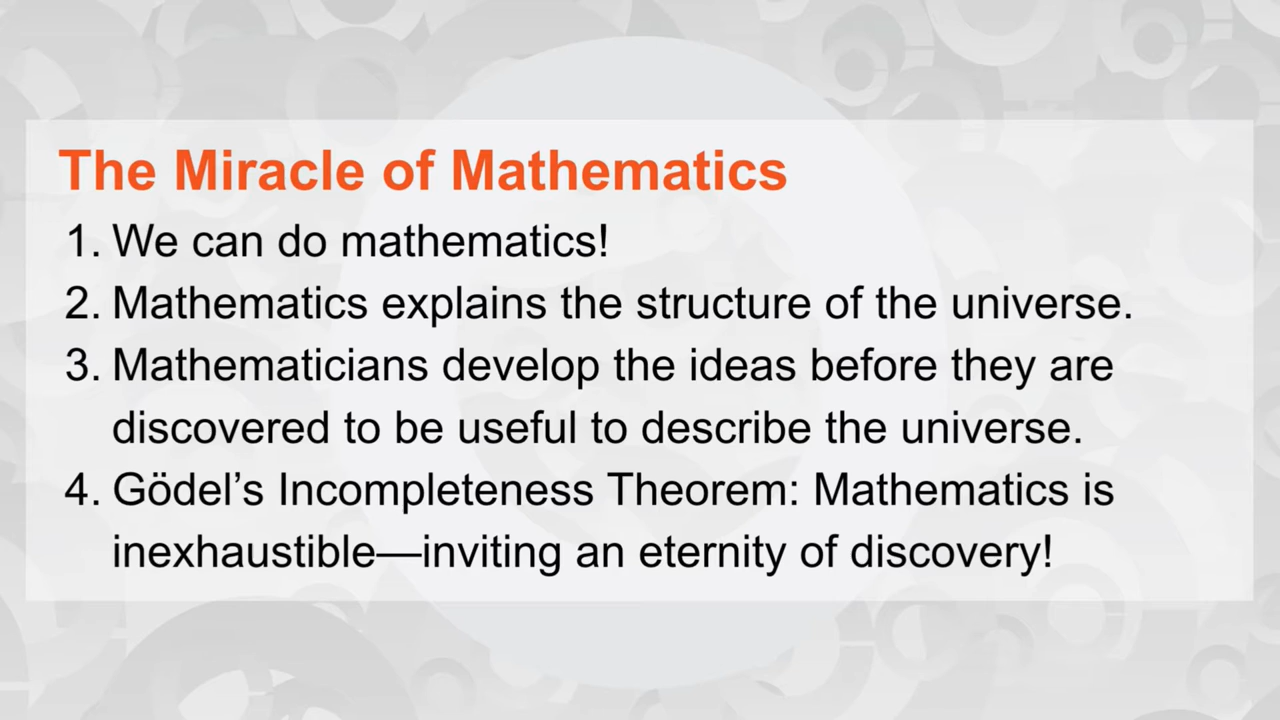 The Miracle of Mathematics
1. We can do mathematics!
2. Mathematics explains the structure of the universe.
3. Mathematicians develop the ideas before they are
discovered to be useful to describe the universe.
4. Gödel’s Incompleteness Theorem: Mathematics is
inexhaustible—inviting an eternity of discovery!